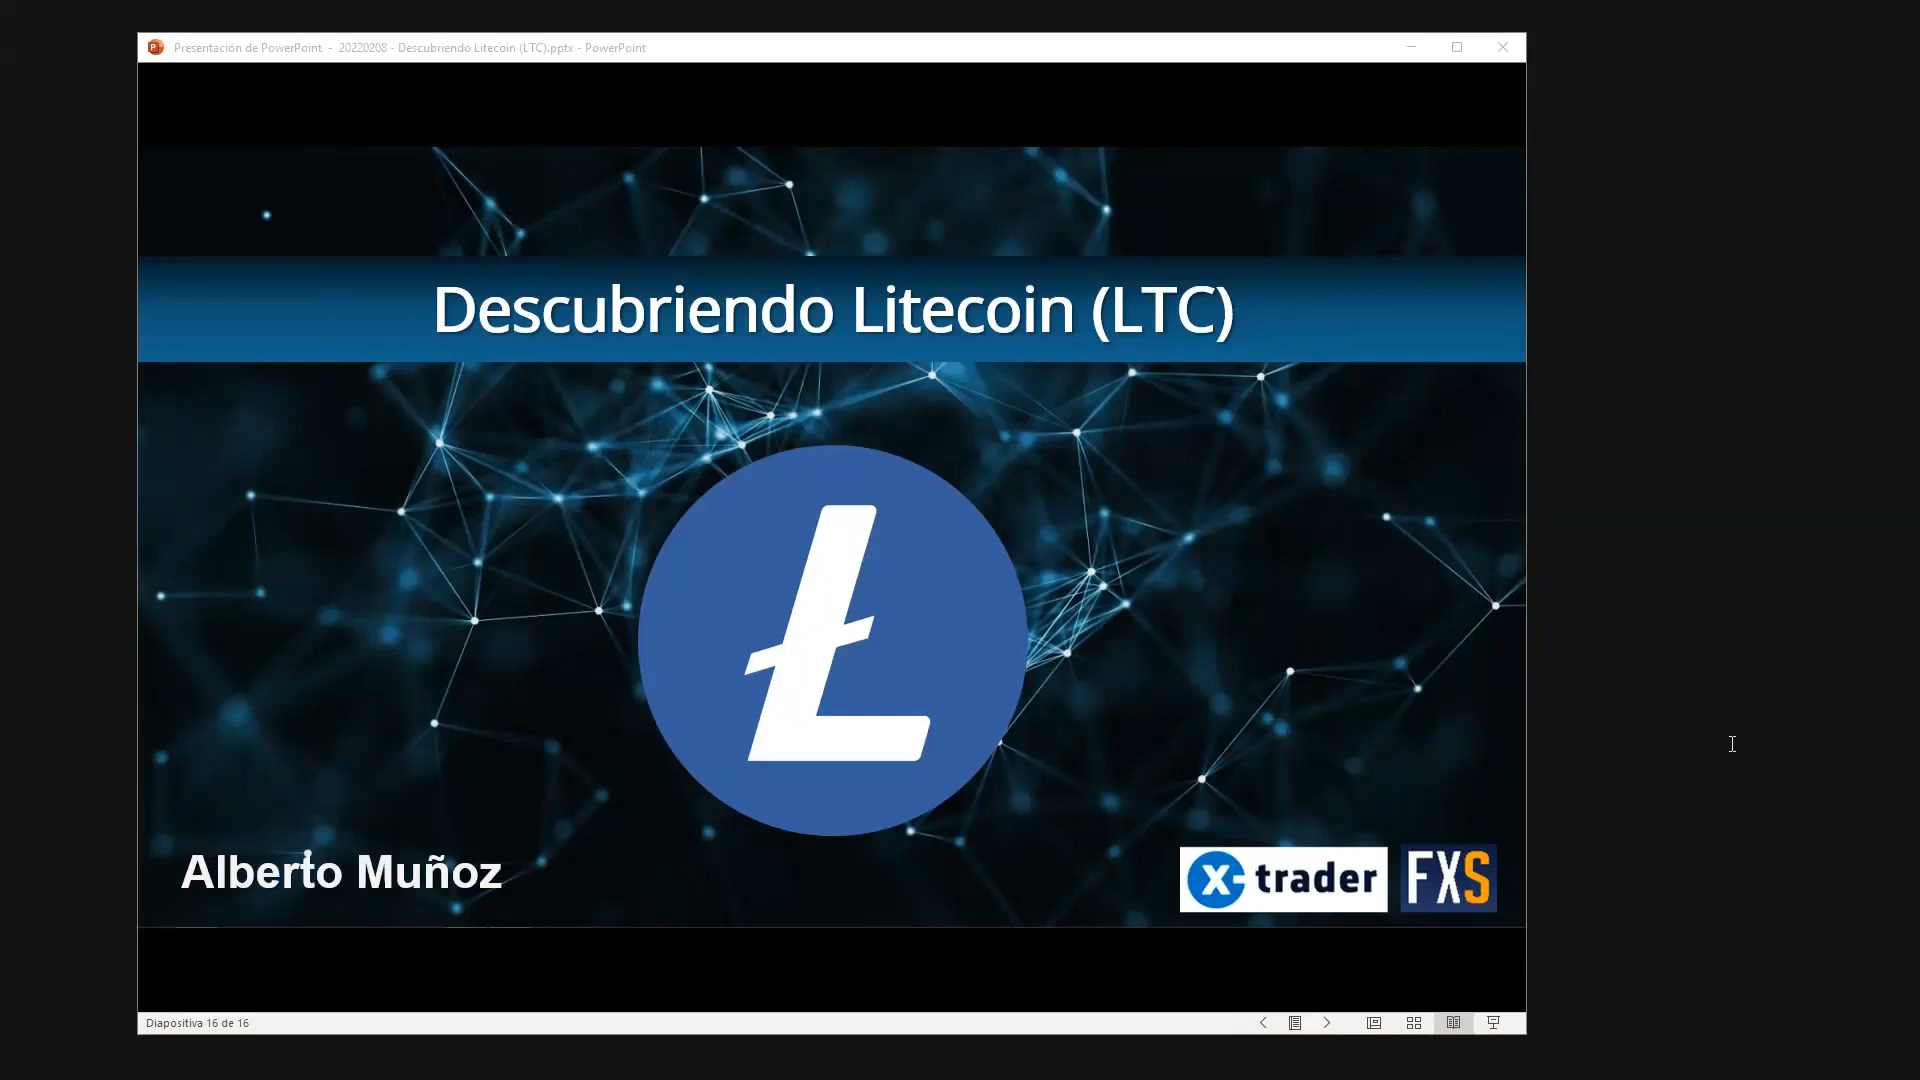 Presentación de PowerPoint - 20220208 - Descubriendo Litecoin (LTC).pptx - PowerPoint
Descubriendo Litecoin (LTC)
Alberto Muñoz
x-trader
FXS
Diapositiva 16 de 16